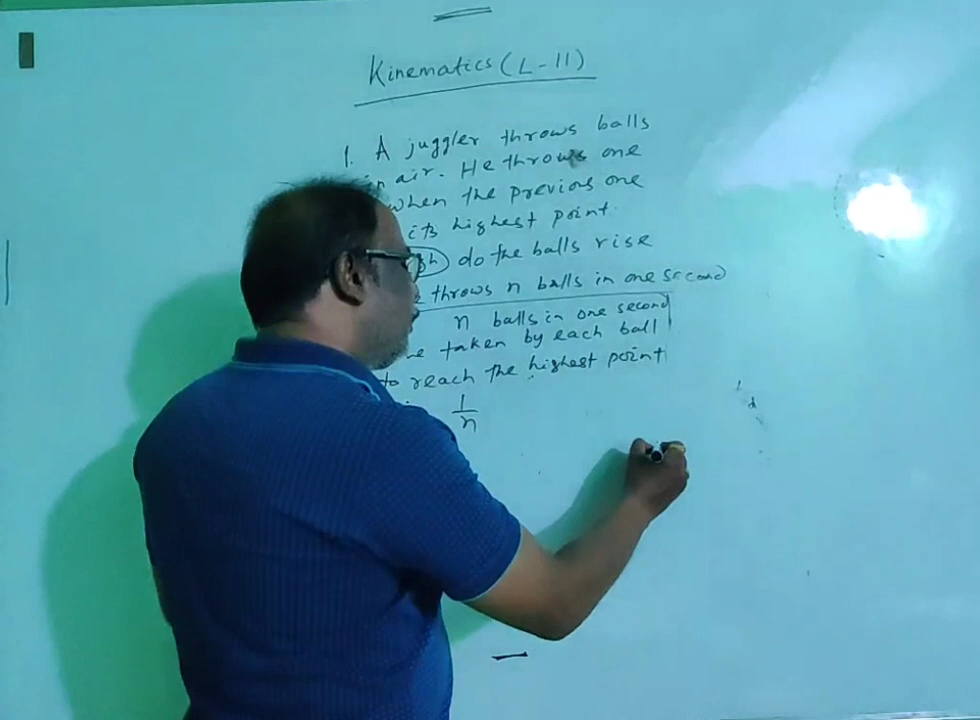 Kinematics (L-11)
1. A juggler throws balls
in air. He throws one
when the previous one
its highest point.
do the balls rise
throws n balls in one second
n balls in one second
taken by each ball
to reach the highest point
1/n